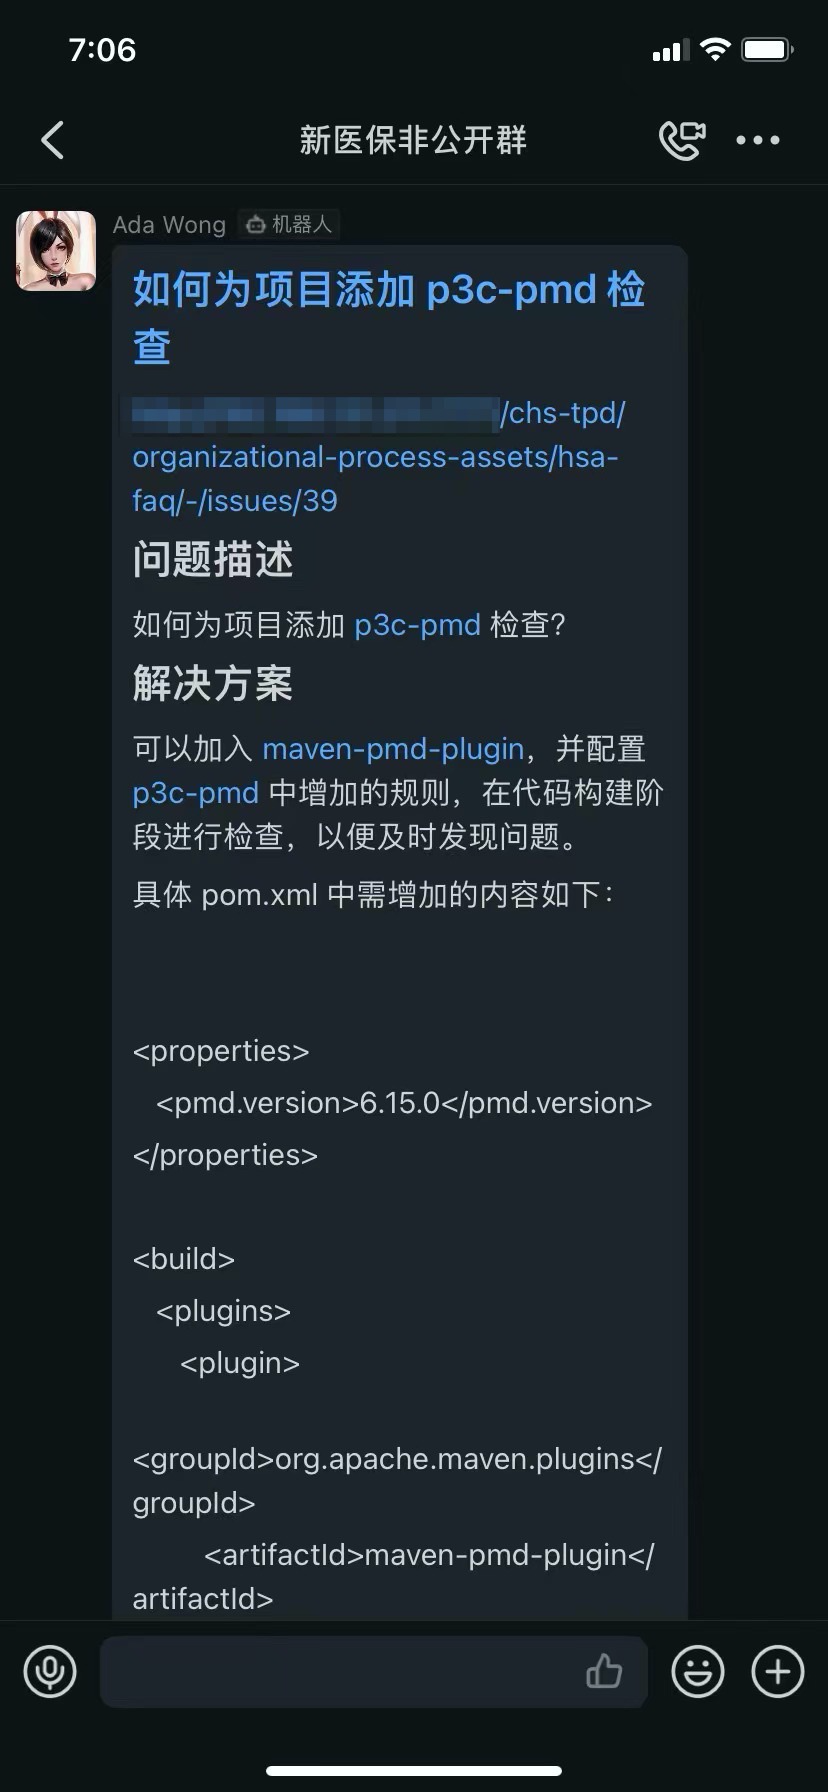 7:06
新医保非公开群
Ada Wong 机器人
如何为项目添加 p3c-pmd 检
查
/chs-tpd/
organizational-process-assets/hsa-
faq/-/issues/39
问题描述
如何为项目添加 p3c-pmd 检查？
解决方案
可以加入 maven-pmd-plugin，并配置
p3c-pmd 中增加的规则，在代码构建阶
段进行检查，以便及时发现问题。
具体 pom.xml 中需增加的内容如下：
<properties>
<pmd.version>6.15.0</pmd.version>
</properties>
<build>
<plugins>
<plugin>
<groupId>org.apache.maven.plugins</
groupId>
<artifactId>maven-pmd-plugin</
artifactId>